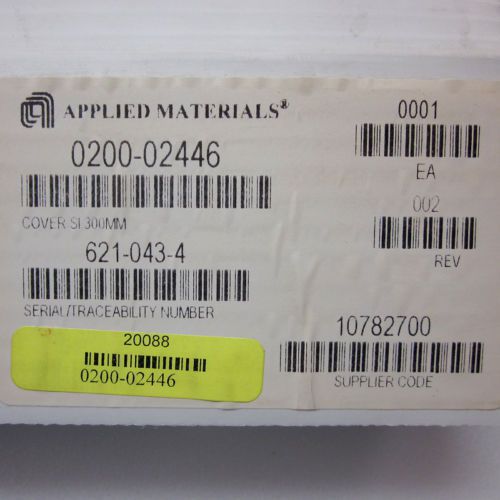 APPLIED MATERIALS®
0200-02446
COVER SI 300MM
621-043-4
SERIAL/TRACEABILITY NUMBER
20088
0200-02446
0001
EA
002
REV
10782700
SUPPLIER CODE